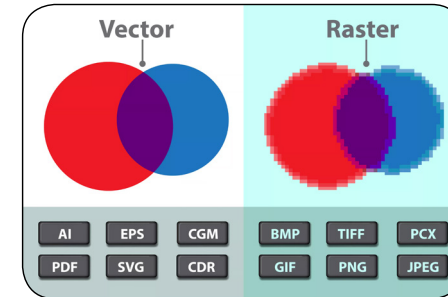 Vector
Raster
AI EPS CGM
PDF SVG CDR
BMP TIFF PCX
GIF PNG JPEG